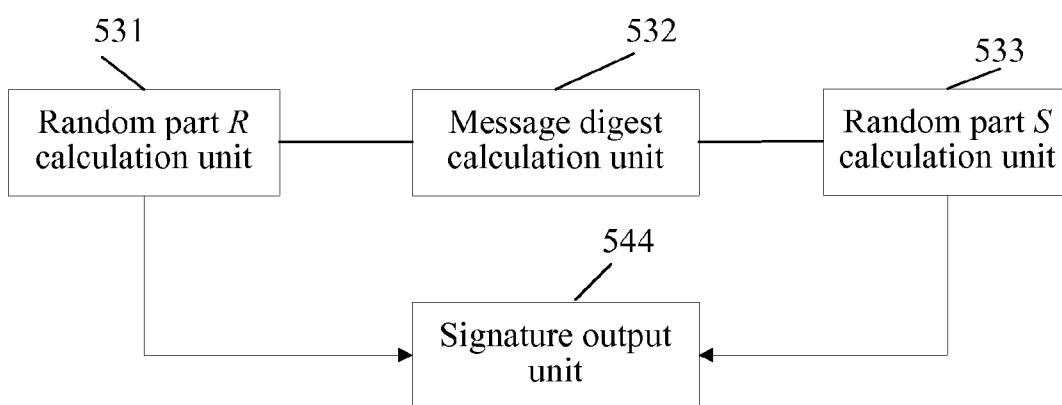 531
532
533
Random part R
calculation unit
Message digest
calculation unit
Random part S
calculation unit
544
Signature output
unit